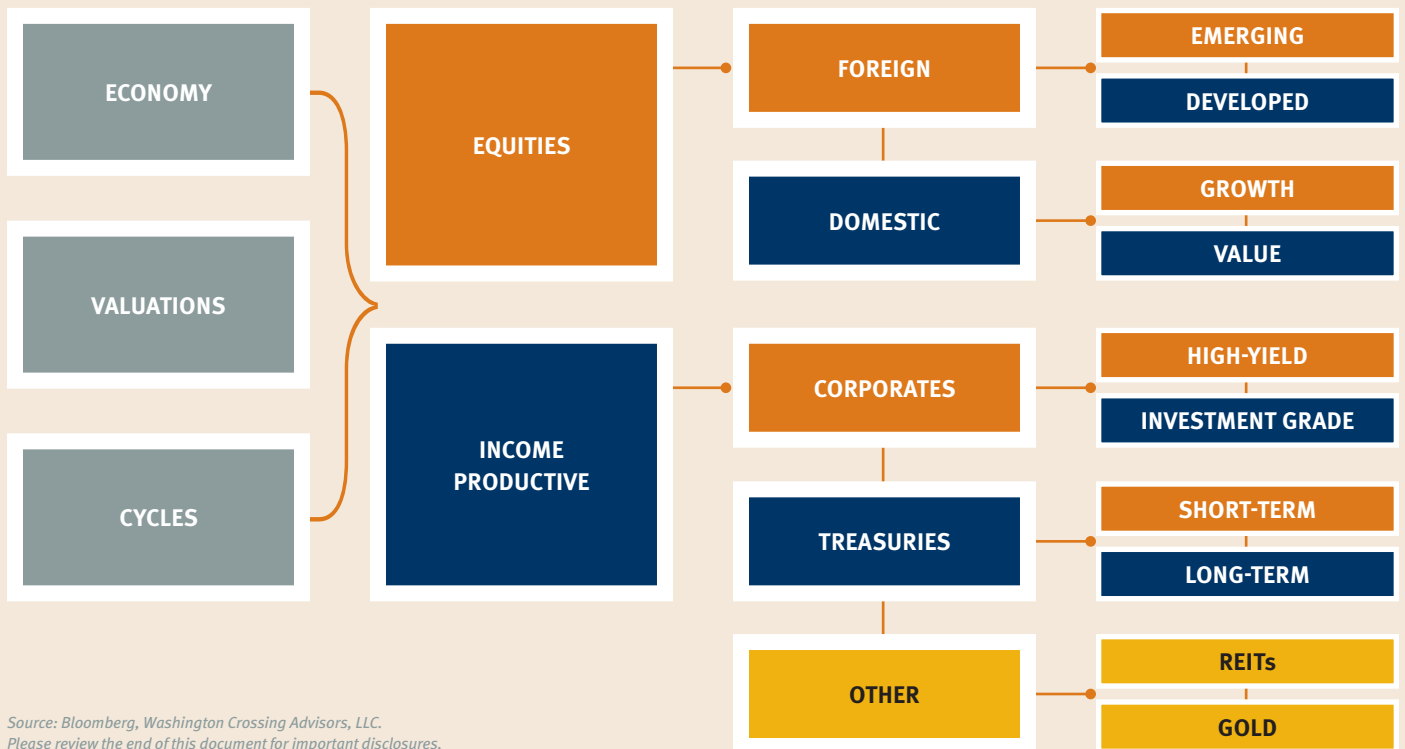 ECONOMY
VALUATIONS
CYCLES
EQUITIES
INCOME
PRODUCTIVE
FOREIGN
DOMESTIC
CORPORATES
TREASURIES
OTHER
EMERGING
DEVELOPED
GROWTH
VALUE
HIGH-YIELD
INVESTMENT GRADE
SHORT-TERM
LONG-TERM
REITs
GOLD
Source: Bloomberg, Washington Crossing Advisors, LLC.
Please review the end of this document for important disclosures.